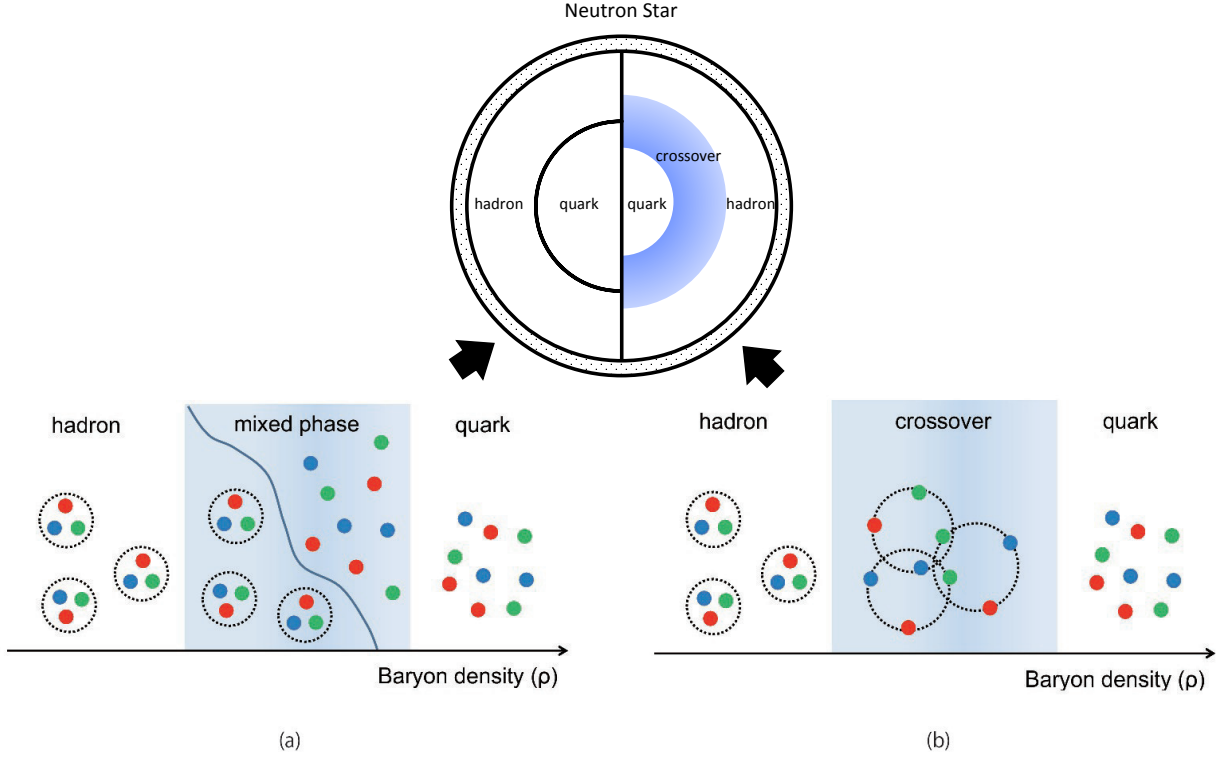 Neutron Star
crossover
hadron
quark
quark
hadron
hadron
mixed phase
quark
Baryon density (ρ)
(a)
hadron
crossover
quark
Baryon density (ρ)
(b)